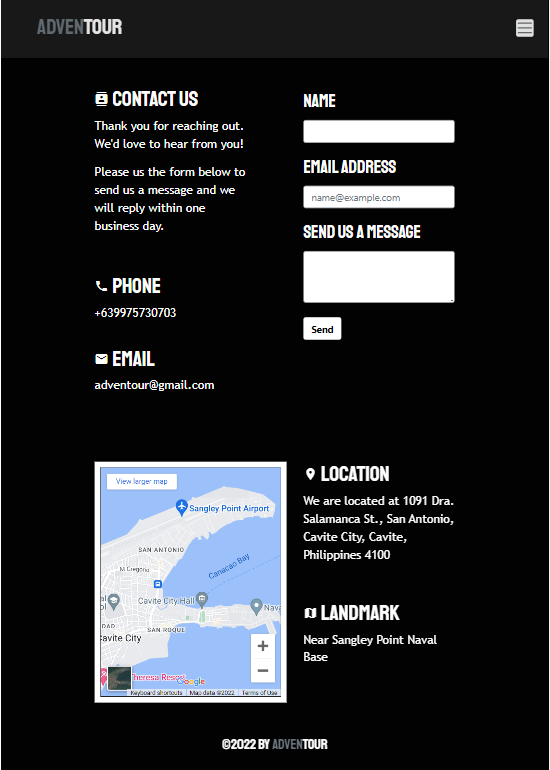 ADVENTOUR
CONTACT US
Thank you for reaching out.
We'd love to hear from you!
Please us the form below to
send us a message and we
will reply within one
business day.
PHONE
+639975730703
EMAIL
adventour@gmail.com
NAME
EMAIL ADDRESS
name@example.com
SEND US A MESSAGE
Send
View larger map
Sangley Point Airport
SAN ANTONIO
M.Gregorio
Canacao Bay
Cavite City Hall
Nava
DAD
SAN ROQUE
Cavite City
Theresa Resort
Google
Keyboard shortcuts
Map data ©2022
Terms of Use
LOCATION
We are located at 1091 Dra.
Salamanca St., San Antonio,
Cavite City, Cavite,
Philippines 4100
LANDMARK
Near Sangley Point Naval
Base
©2022 BY ADVENTOUR